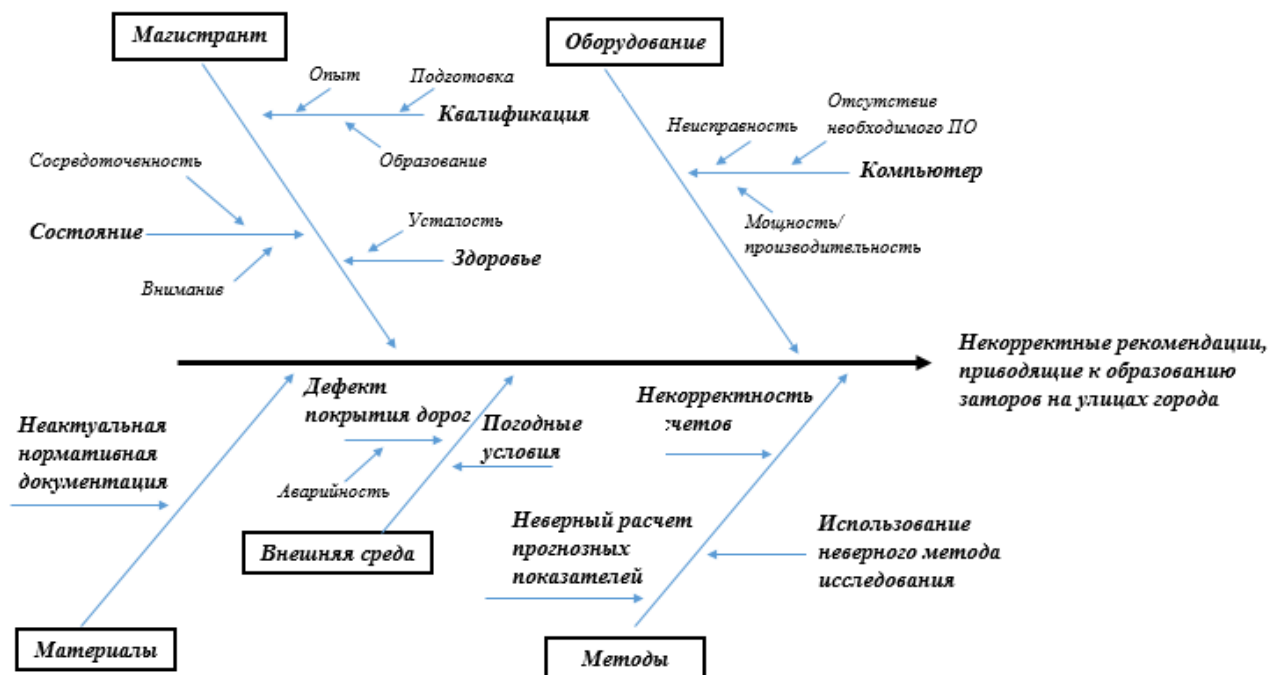 Магистрант
Оборудование
Опыт
Подготовка
Квалификация
Образование
Сосредоточенность
Состояние
Внимание
Усталость
Здоровье
Отсутствие
необходимого ПО
Неисправность
Компьютер
Мощность/
производительность
Некорректные рекомендации,
приводящие к образованию
заторов на улицах города
Неактуальная
нормативная
документация
Дефект
покрытия дорог
Аварийность
Погодные
условия
Внешняя среда
Некорректность
счетов
Неверный расчет
прогнозных
показателей
Использование
неверного метода
исследования
Материалы
Методы